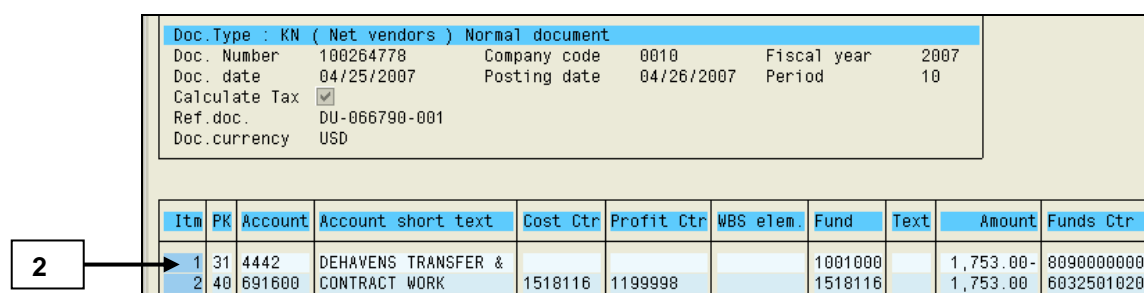 Doc.Type : KN ( Net vendors ) Normal document
Doc. Number 100264778 Company code 0010 Fiscal year 2007
Doc. date 04/25/2007 Posting date 04/26/2007 Period 10
Calculate Tax
Ref.doc. DU-066790-001
Doc.currency USD
Itm PK Account Account short text Cost Ctr Profit Ctr WBS elem. Fund Text Amount Funds Ctr
2
1 31 4442 DEHAVENS TRANSFER & 1001000 1,753.00- 8090000000
2 40 691600 CONTRACT WORK 1518116 1199998 1518116 1,753.00 6032501020